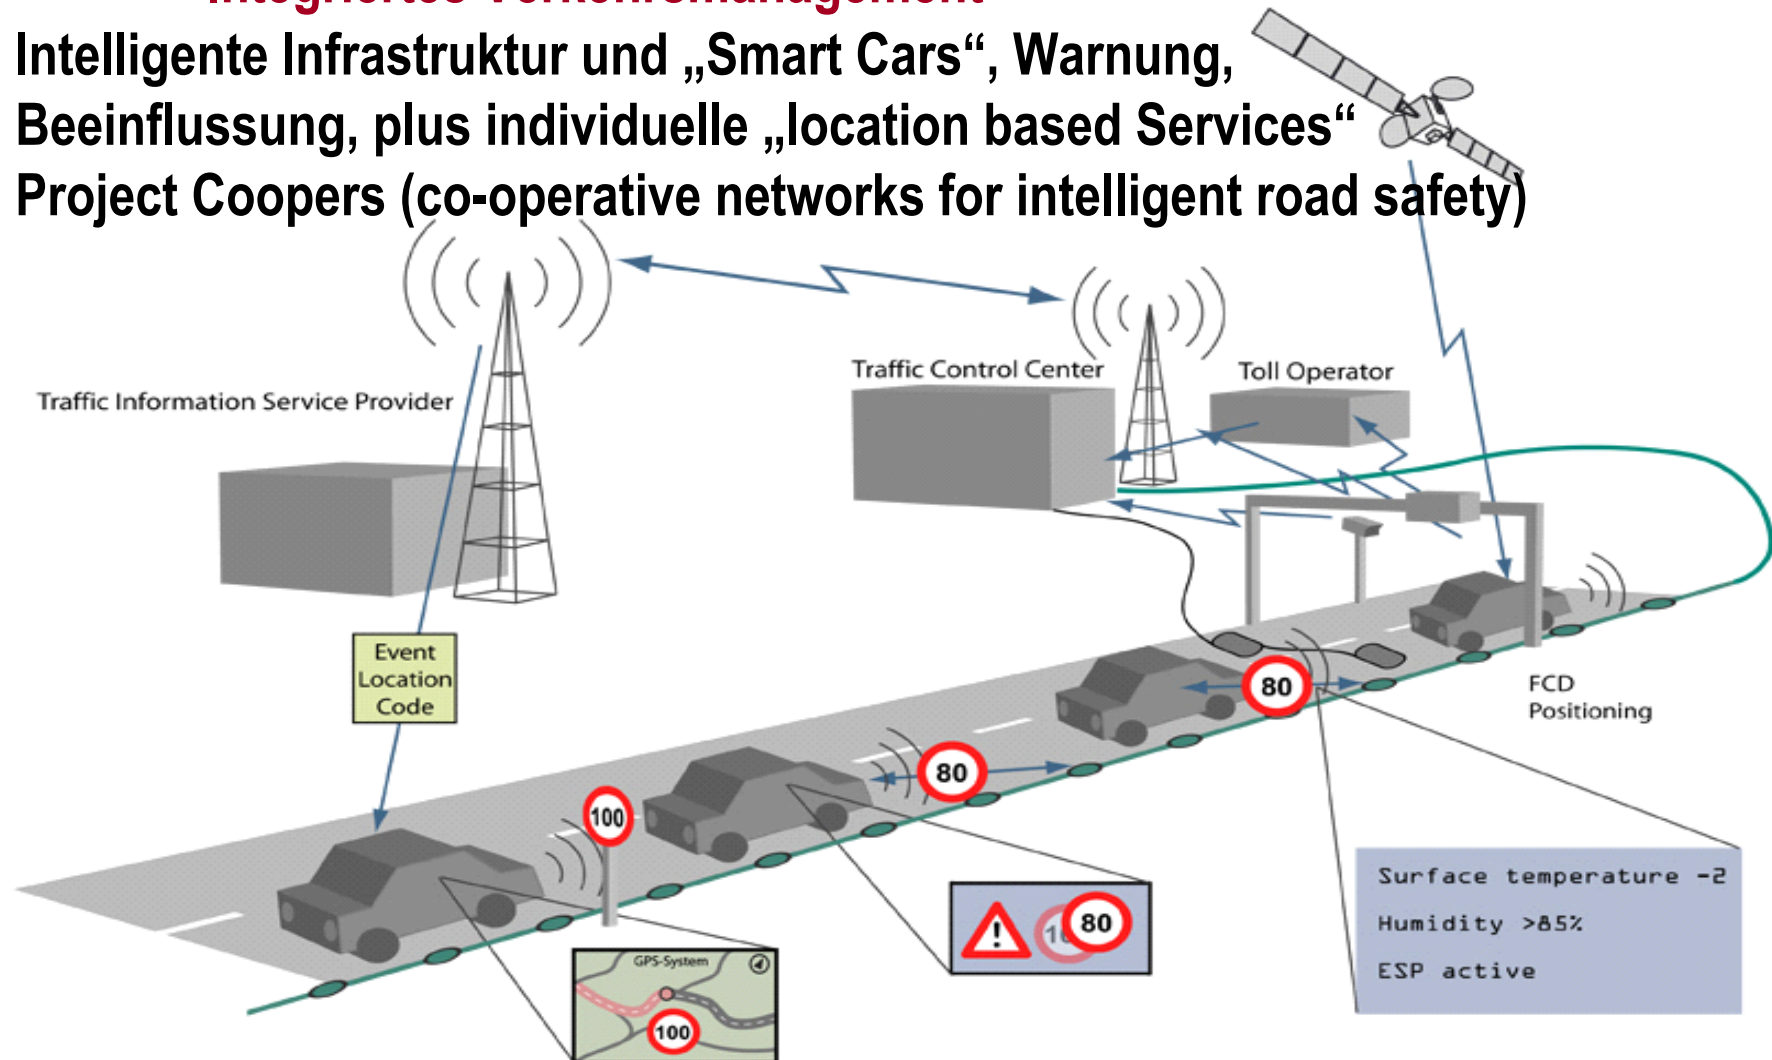 Integriertes Verkehrsmanagement
Intelligente Infrastruktur und „Smart Cars“, Warnung,
Beeinflussung, plus individuelle „location based Services“
Project Coopers (co-operative networks for intelligent road safety)
Traffic Information Service Provider
Traffic Control Center
Toll Operator
Event
Location
Code
FCD
Positioning
80
80
100
80
Surface temperature -2
Humidity >85%
ESP active
GPS-System
100